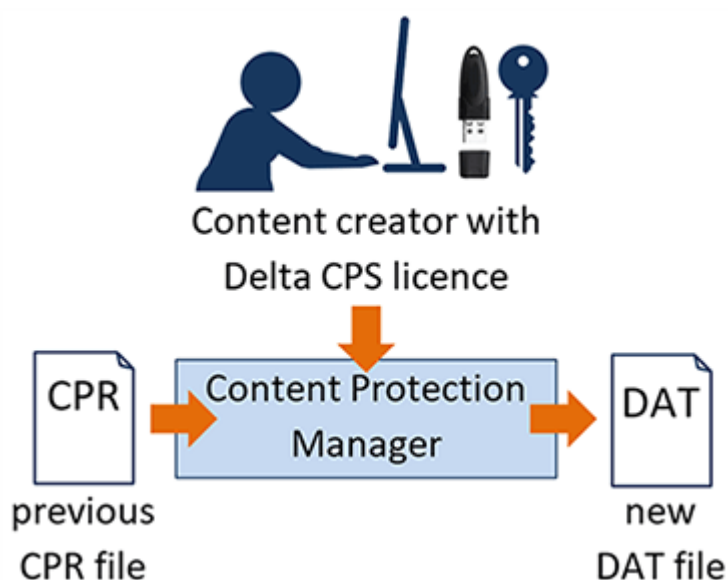 Content creator with
Delta CPS licence
CPR
Content Protection
Manager
DAT
previous
CPR file
new
DAT file